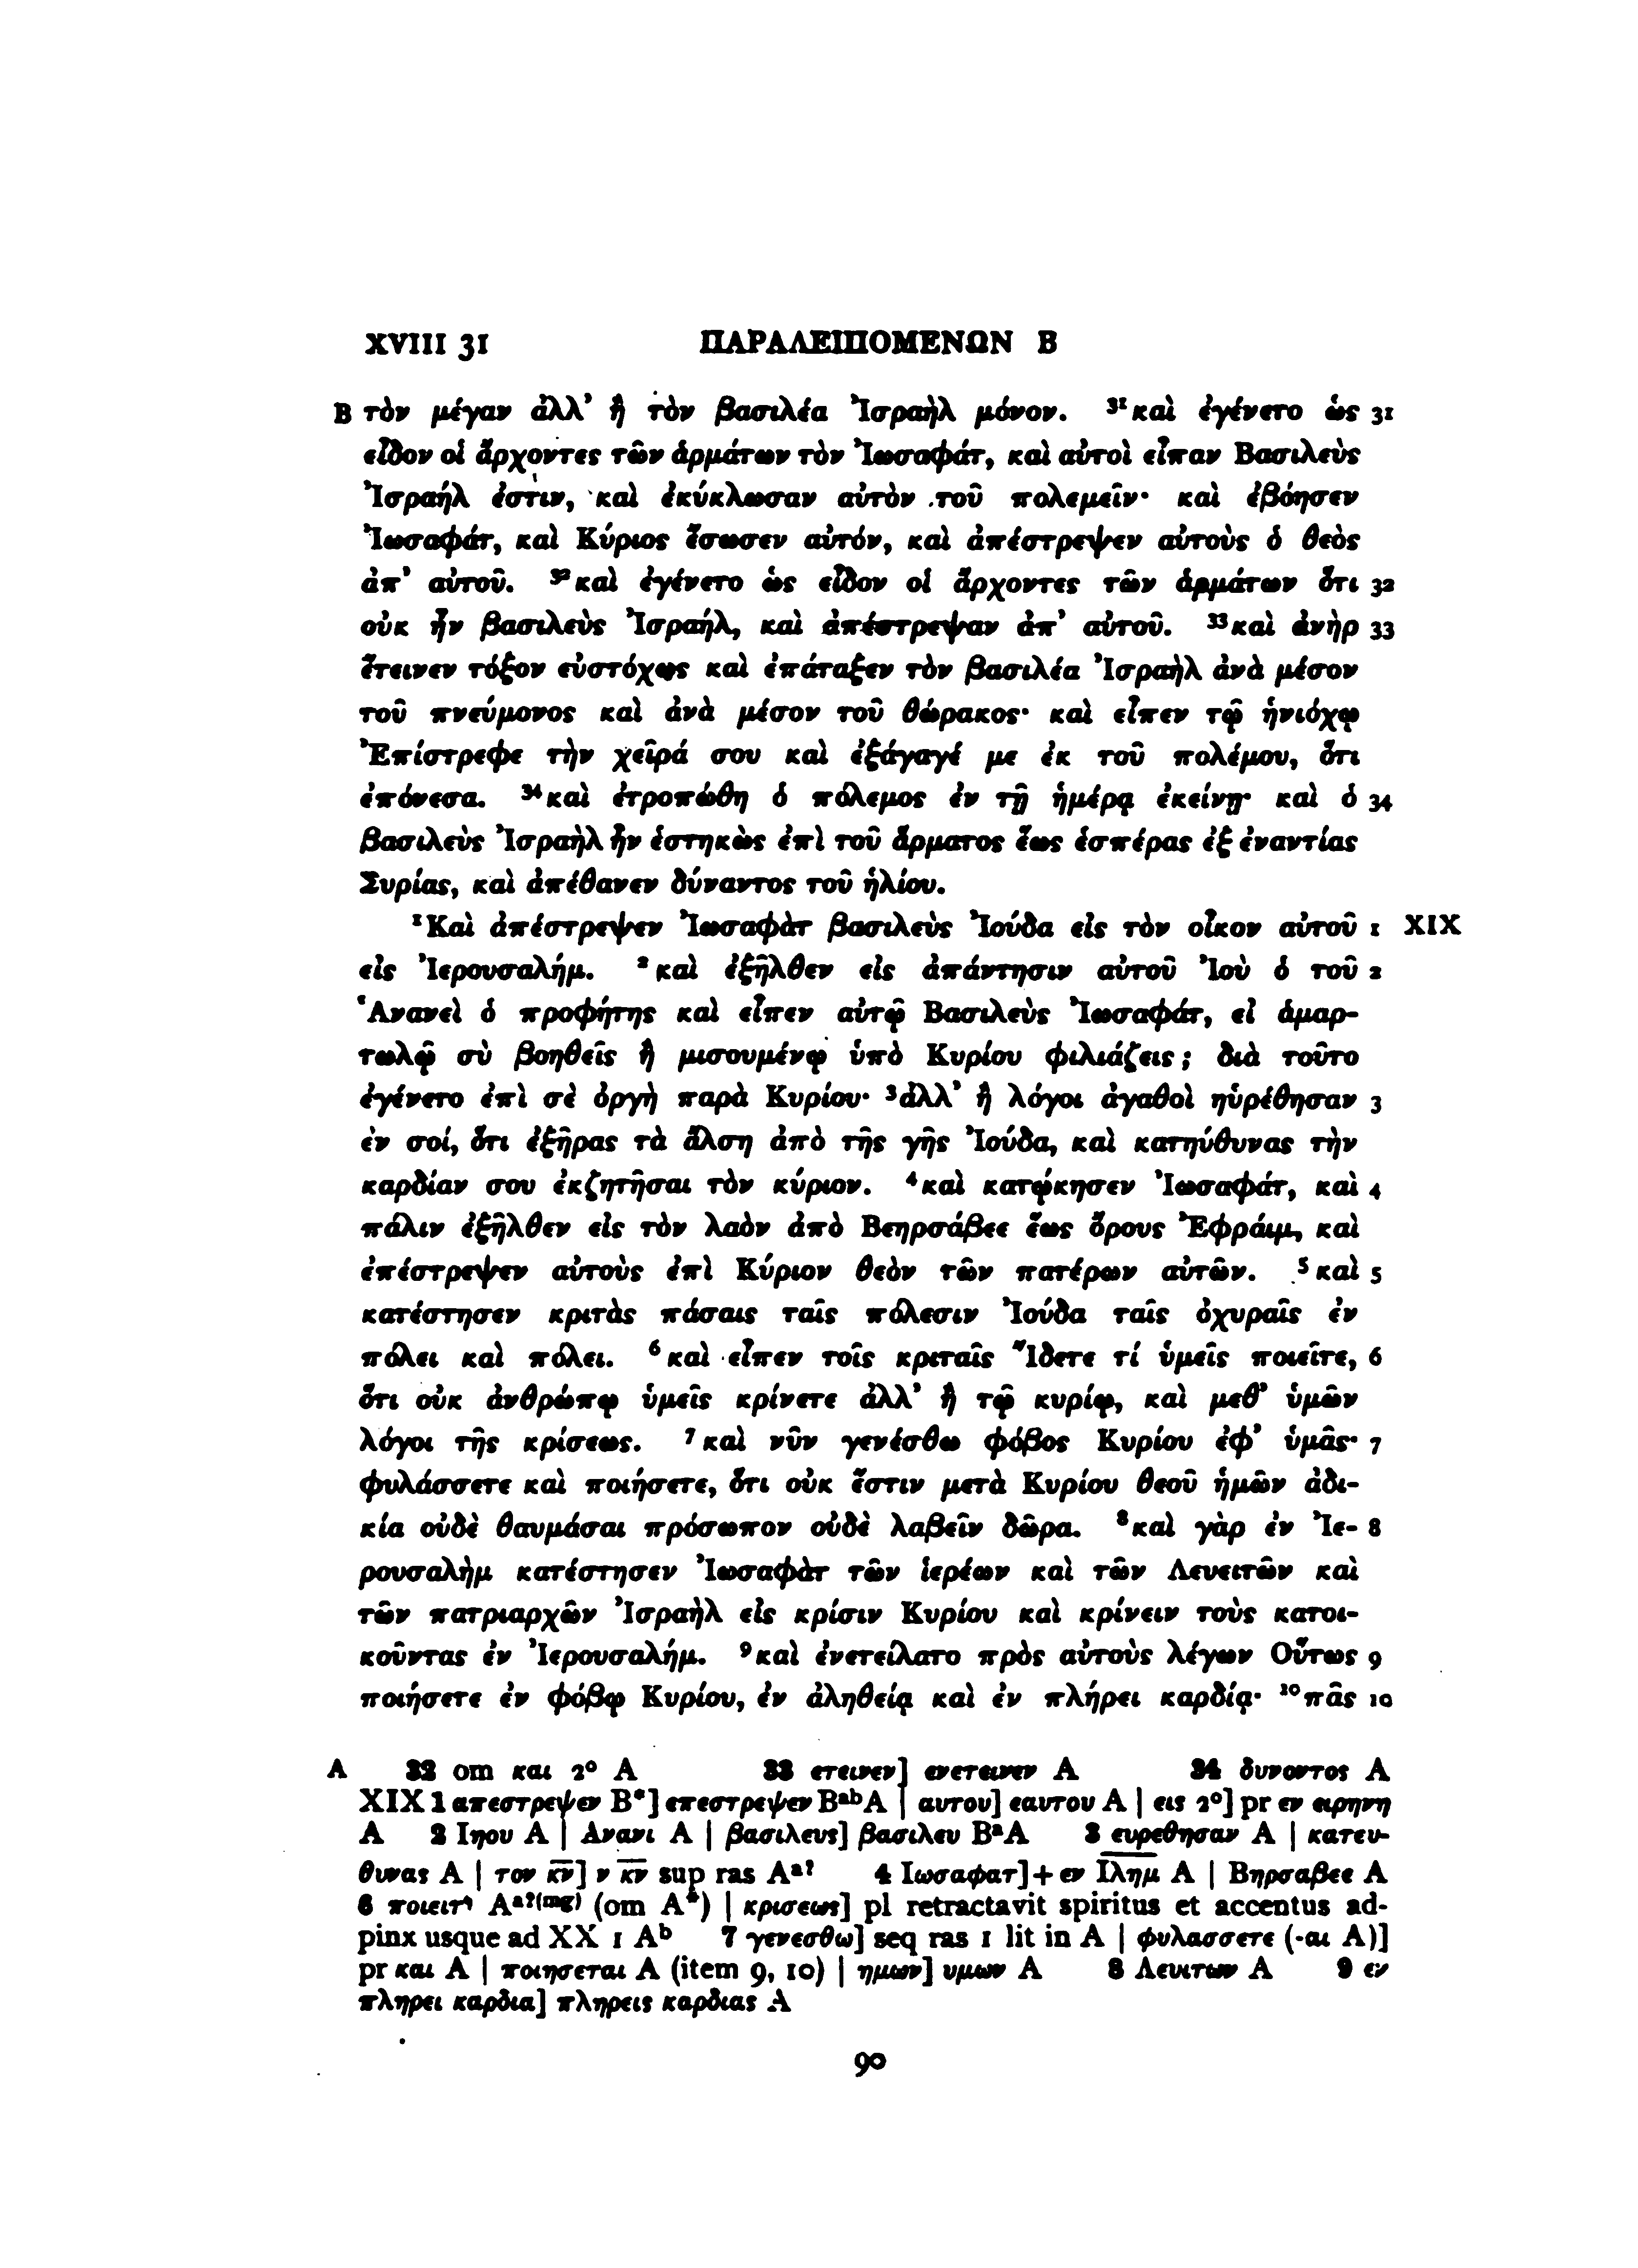 XVIII 31 ΠΑΡΑΛΕΙΠΟΜΕΝΩΝ Β
B τὸν μέγαν ἀλλ’ ἢ τὸν βασιλέα Ἰσραὴλ μόνον. ³¹καὶ ἐγένετο ὡς 31
εἶδον οἱ ἄρχοντες τῶν ἁρμάτων τὸν Ἰωσαφάτ, καὶ αὐτοὶ εἶπαν Βασιλεὺς
Ἰσραήλ ἐστιν, καὶ ἐκύκλωσαν αὐτὸν τοῦ πολεμεῖν· καὶ ἐβόησεν
Ἰωσαφάτ, καὶ Κύριος ἔσωσεν αὐτόν, καὶ ἀπέστρεψεν αὐτοὺς ὁ θεὸς
ἀπ’ αὐτοῦ. ³²καὶ ἐγένετο ὡς εἶδον οἱ ἄρχοντες τῶν ἁρμάτων ὅτι 32
οὐκ ἦν βασιλεὺς Ἰσραήλ, καὶ ἀπέστρεψαν ἀπ’ αὐτοῦ. ³³καὶ ἀνὴρ 33
ἔτεινεν τόξον εὐστόχως καὶ ἐπάταξεν τὸν βασιλέα Ἰσραὴλ ἀνὰ μέσον
τοῦ πνεύμονος καὶ ἀνὰ μέσον τοῦ θώρακος· καὶ εἶπεν τῷ ἡνιόχῳ
Ἐπίστρεφε τὴν χεῖρά σου καὶ ἐξάγαγέ με ἐκ τοῦ πολέμου, ὅτι
ἐπόνεσα. ³⁴καὶ ἐτροπώθη ὁ πόλεμος ἐν τῇ ἡμέρᾳ ἐκείνῃ· καὶ ὁ 34
βασιλεὺς Ἰσραὴλ ἦν ἑστηκὼς ἐπὶ τοῦ ἅρματος ἕως ἑσπέρας ἐξ ἐναντίας
Συρίας, καὶ ἀπέθανεν δύναντος τοῦ ἡλίου.
¹Καὶ ἀπέστρεψεν Ἰωσαφὰτ βασιλεὺς Ἰούδα εἰς τὸν οἶκον αὐτοῦ 1 XIX
εἰς Ἰερουσαλήμ. ²καὶ ἐξῆλθεν εἰς ἀπάντησιν αὐτοῦ Ἰοὺ ὁ τοῦ 2
Ἁνανεὶ ὁ προφήτης καὶ εἶπεν αὐτῷ Βασιλεὺς Ἰωσαφάτ, εἰ ἁμαρ-
τωλῷ σὺ βοηθεῖς ἢ μισουμένῳ ὑπὸ Κυρίου φιλιάζεις; διὰ τοῦτο
ἐγένετο ἐπὶ σὲ ὀργὴ παρὰ Κυρίου· ³ἀλλ’ ἢ λόγοι ἀγαθοὶ ηὑρέθησαν 3
ἐν σοί, ὅτι ἐξῆρας τὰ ἄλση ἀπὸ τῆς γῆς Ἰούδα, καὶ κατηύθυνας τὴν
καρδίαν σου ἐκζητῆσαι τὸν κύριον. ⁴καὶ κατῴκησεν Ἰωσαφάτ, καὶ 4
πάλιν ἐξῆλθεν εἰς τὸν λαὸν ἀπὸ Βεηρσάβεε ἕως ὄρους Ἐφράιμ, καὶ
ἐπέστρεψεν αὐτοὺς ἐπὶ Κύριον θεὸν τῶν πατέρων αὐτῶν. ⁵καὶ 5
κατέστησεν κριτὰς πάσαις ταῖς πόλεσιν Ἰούδα ταῖς ὀχυραῖς ἐν
πόλει καὶ πόλει. ⁶καὶ εἶπεν τοῖς κριταῖς Ἴδετε τί ὑμεῖς ποιεῖτε, 6
ὅτι οὐκ ἀνθρώπῳ ὑμεῖς κρίνετε ἀλλ’ ἢ τῷ κυρίῳ, καὶ μεθ’ ὑμῶν
λόγοι τῆς κρίσεως. ⁷καὶ νῦν γενέσθω φόβος Κυρίου ἐφ’ ὑμᾶς· 7
φυλάσσετε καὶ ποιήσετε, ὅτι οὐκ ἔστιν μετὰ Κυρίου θεοῦ ἡμῶν ἀδι-
κία οὐδὲ θαυμάσαι πρόσωπον οὐδὲ λαβεῖν δῶρα. ⁸καὶ γὰρ ἐν Ἰε- 8
ρουσαλὴμ κατέστησεν Ἰωσαφὰτ τῶν ἱερέων καὶ τῶν Λευειτῶν καὶ
τῶν πατριαρχῶν Ἰσραὴλ εἰς κρίσιν Κυρίου καὶ κρίνειν τοὺς κατοι-
κοῦντας ἐν Ἰερουσαλήμ. ⁹καὶ ἐνετείλατο πρὸς αὐτοὺς λέγων Οὕτως 9
ποιήσετε ἐν φόβῳ Κυρίου, ἐν ἀληθείᾳ καὶ ἐν πλήρει καρδίᾳ· ¹⁰πᾶς 10
A 32 om και 2° A 33 ετεινεν] ενετεινεν A 34 δυνοντος A
XIX 1 απεστρεψεν B*] επεστρεψεν BᵃᵇA | αυτου] εαυτου A | εις 2°] pr εν ειρηνη
A 2 Ιηου A | Ανανι A | βασιλευς] βασιλευ BᵃA 3 ευρεθησαν A | κατευ-
θυνας A | τον κ̅ν̅] ν κ̅ν̅ sup ras Aᵃ? 4 Ιωσαφατ]+εν Ι̅λ̅η̅μ̅ A | Βηρσαβεε A
6 ποιειτˢ Aᵃ?⁽ᵐᵍ⁾ (om A*) | κρισεως] pl retractavit spiritus et accentus ad-
pinx usque ad XX 1 Aᵇ 7 γενεσθω] seq ras 1 lit in A | φυλασσετε (-αι A)]
pr και A | ποιησεται A (item 9, 10) | ημων] υμων A 8 Λευιτων A 9 εν
πληρει καρδια] πληρεις καρδιας A
90